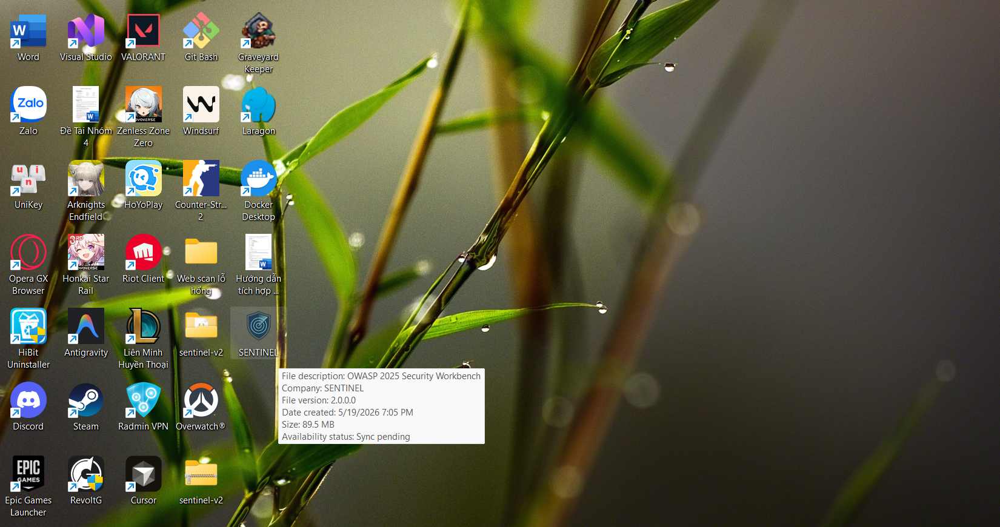 Word
Visual Studio
VALORANT
Git Bash
Graveyard
Keeper
Zalo
Zalo
Đề Tài Nhóm
4
Zenless Zone
Zero
Windsurf
Laragon
u i
n
UniKey
Arknights
Endfield
HoYoPlay
Counter-Str...
2
Docker
Desktop
Opera GX
Browser
3RD
Honkai Star
Rail
Riot Client
Web scan lỗ
hổng
Hướng dẫn
tích hợp ...
HiBit
Uninstaller
Antigravity
Liên Minh
Huyền Thoại
sentinel-v2
SENTINEL
File description: OWASP 2025 Security Workbench
Company: SENTINEL
File version: 2.0.0.0
Date created: 5/19/2026 7:05 PM
Size: 89.5 MB
Availability status: Sync pending
Discord
Steam
Radmin VPN
Overwatch®
EPIC
GAMES
Epic Games
Launcher
RevoltG
Cursor
sentinel-v2